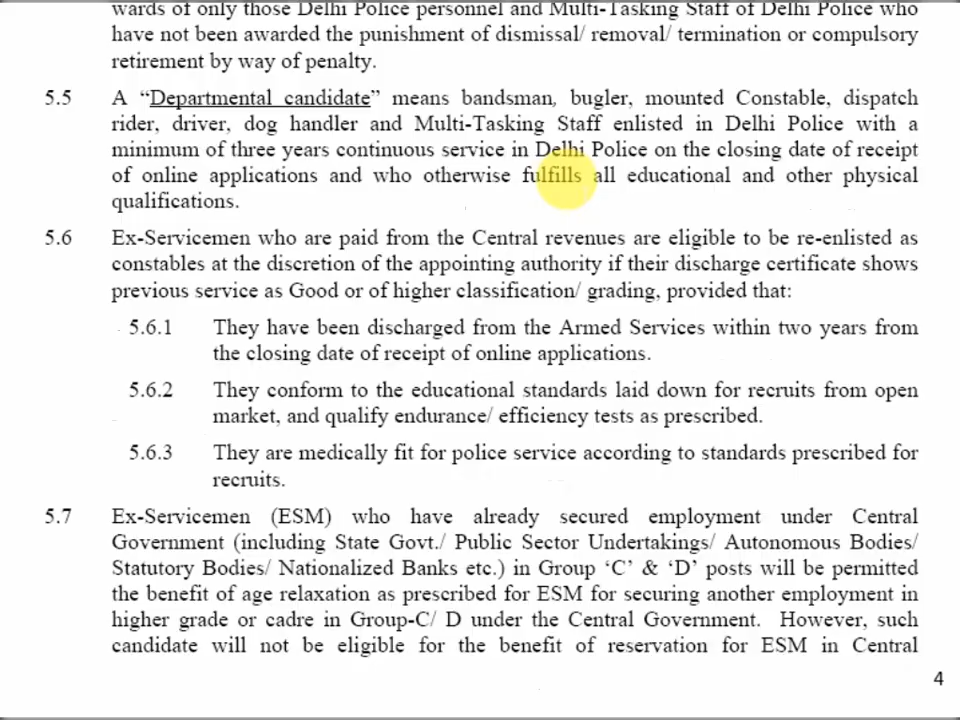 wards of only those Delhi Police personnel and Multi-Tasking Staff of Delhi Police who
have not been awarded the punishment of dismissal/ removal/ termination or compulsory
retirement by way of penalty.
5.5 A “Departmental candidate” means bandsman, bugler, mounted Constable, dispatch
rider, driver, dog handler and Multi-Tasking Staff enlisted in Delhi Police with a
minimum of three years continuous service in Delhi Police on the closing date of receipt
of online applications and who otherwise fulfills all educational and other physical
qualifications.
5.6 Ex-Servicemen who are paid from the Central revenues are eligible to be re-enlisted as
constables at the discretion of the appointing authority if their discharge certificate shows
previous service as Good or of higher classification/ grading, provided that:
5.6.1 They have been discharged from the Armed Services within two years from
the closing date of receipt of online applications.
5.6.2 They conform to the educational standards laid down for recruits from open
market, and qualify endurance/ efficiency tests as prescribed.
5.6.3 They are medically fit for police service according to standards prescribed for
recruits.
5.7 Ex-Servicemen (ESM) who have already secured employment under Central
Government (including State Govt./ Public Sector Undertakings/ Autonomous Bodies/
Statutory Bodies/ Nationalized Banks etc.) in Group ‘C’ & ‘D’ posts will be permitted
the benefit of age relaxation as prescribed for ESM for securing another employment in
higher grade or cadre in Group-C/ D under the Central Government. However, such
candidate will not be eligible for the benefit of reservation for ESM in Central
4